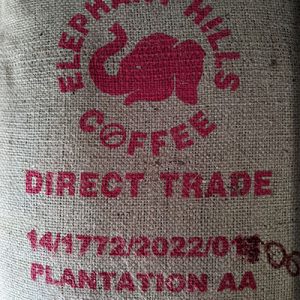 ELEPHANT HILLS
COFFEE
DIRECT TRADE
14/1772/2022/01
PLANTATION AA